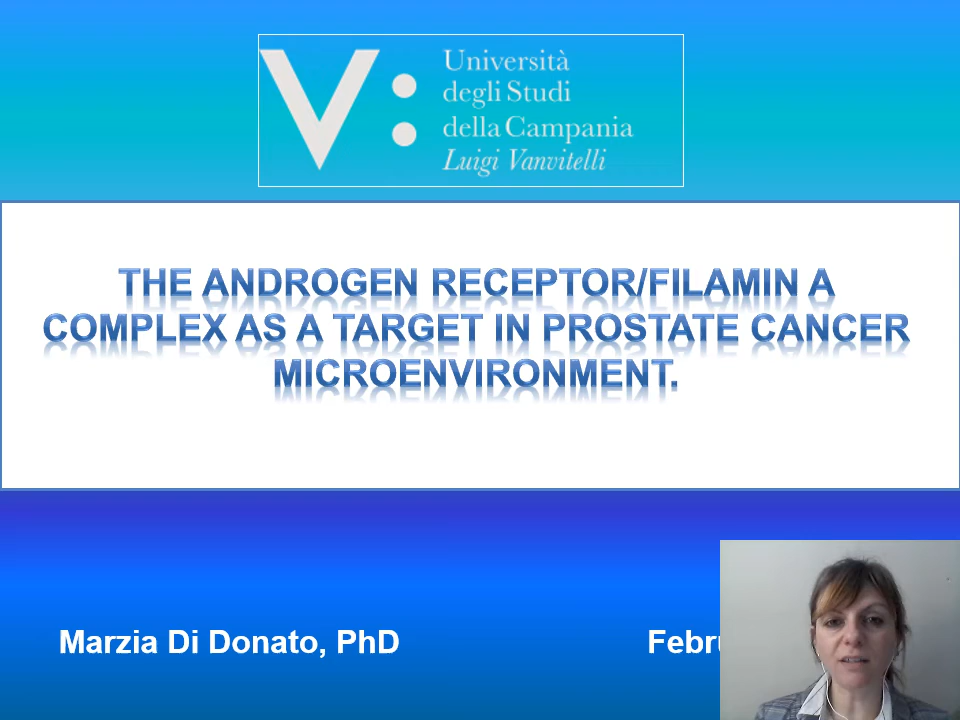 V:
Università
degli Studi
della Campania
Luigi Vanvitelli
THE ANDROGEN RECEPTOR/FILAMIN A
COMPLEX AS A TARGET IN PROSTATE CANCER
MICROENVIRONMENT.
Marzia Di Donato, PhD